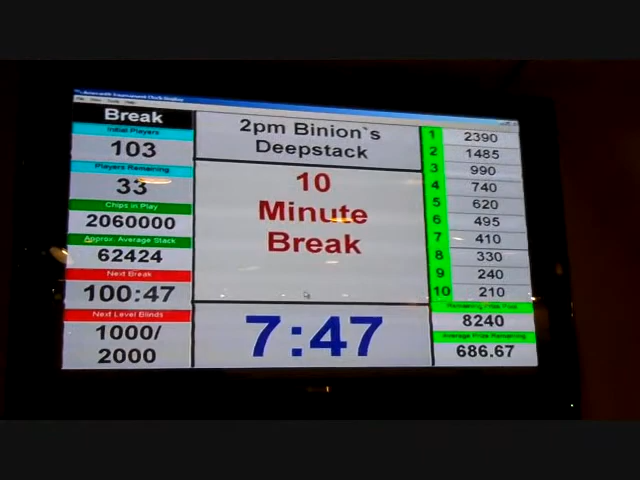 Break
Initial Players
103
Players Remaining
33
Chips in Play
2060000
Approx. Average Stack
62424
Next Break
100:47
Next Level Blinds
1000/
2000
2pm Binion`s
Deepstack
10
Minute
Break
7:47
1 2390
2 1485
3 990
4 740
5 620
6 495
7 410
8 330
9 240
10 210
Remaining Prize Pool
8240
Average Prize Remaining
686.67